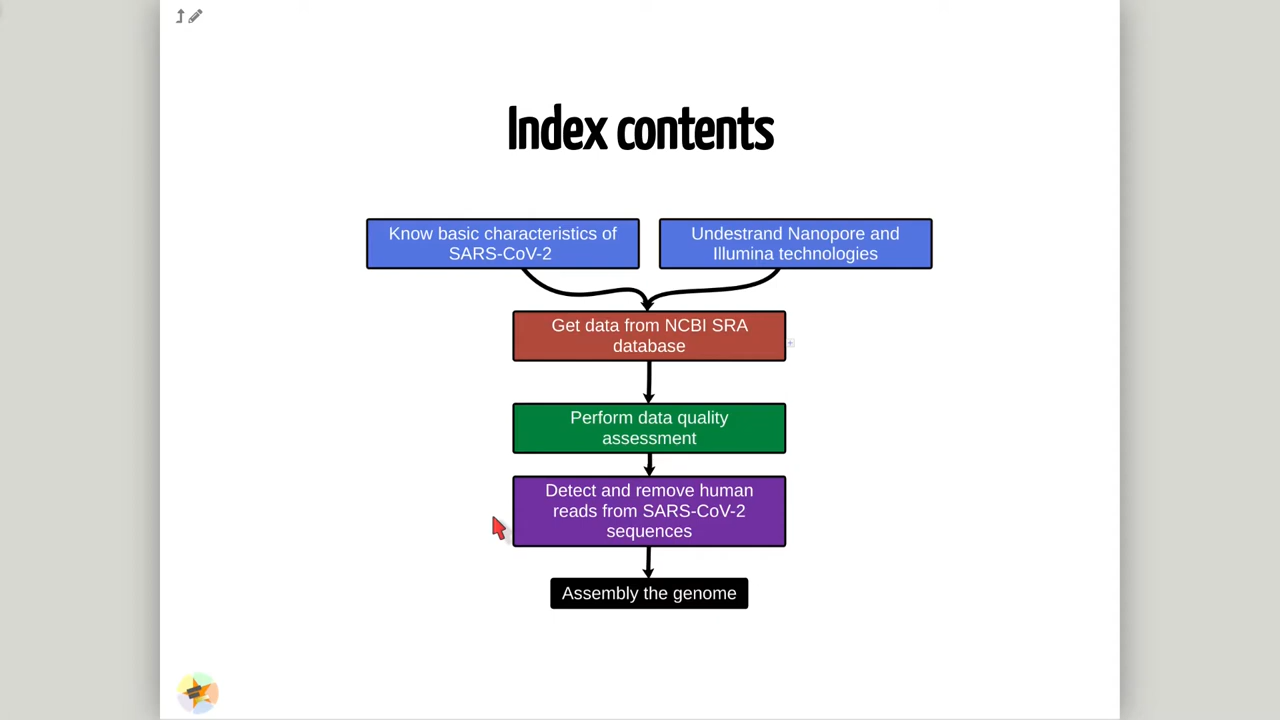 Index contents
Know basic characteristics of
SARS-CoV-2
Undestrand Nanopore and
Illumina technologies
Get data from NCBI SRA
database
Perform data quality
assessment
Detect and remove human
reads from SARS-CoV-2
sequences
Assembly the genome